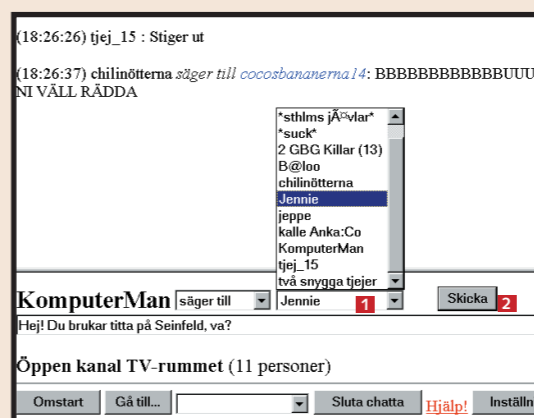 (18:26:26) tjej_15 : Stiger ut
(18:26:37) chilinötterna säger till cocosbananerna14: BBBBBBBBBBBBUUU
NI VÄLL RÄDDA
*sthlms jÃ¤vlar*
*suck*
2 GBG Killar (13)
B@loo
chilinötterna
Jennie
jeppe
kalle Anka:Co
KomputerMan
tjej_15
två snygga tjejer
KomputerMan säger till Jennie 1 Skicka 2
Hej! Du brukar titta på Seinfeld, va?
Öppen kanal TV-rummet (11 personer)
Omstart Gå till... Sluta chatta Hjälp! Inställn